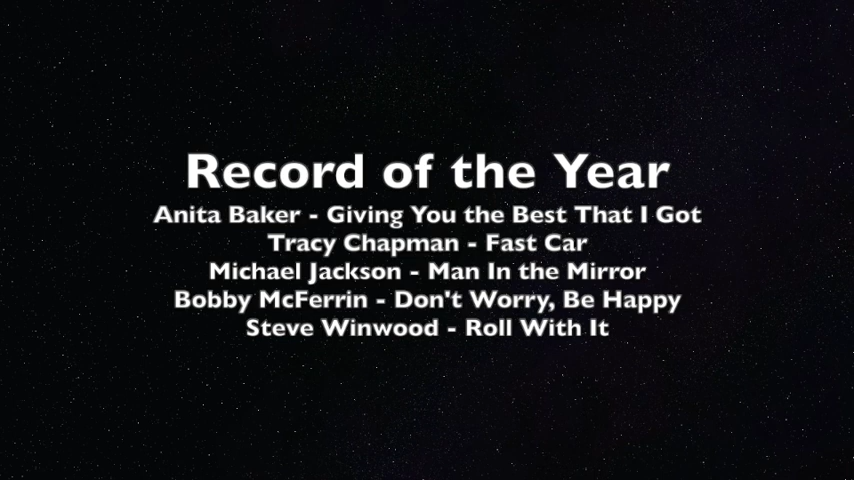 Record of the Year
Anita Baker - Giving You the Best That I Got
Tracy Chapman - Fast Car
Michael Jackson - Man In the Mirror
Bobby McFerrin - Don't Worry, Be Happy
Steve Winwood - Roll With It